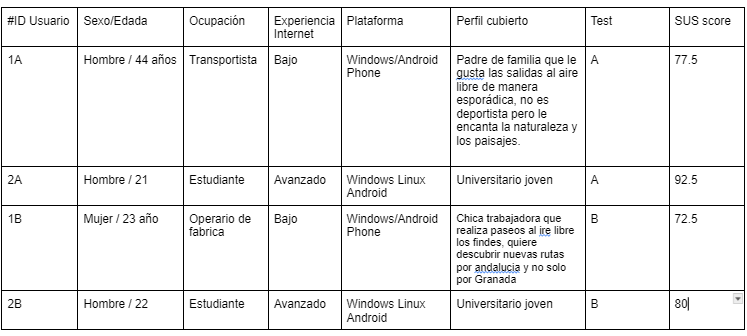 #ID Usuario Sexo/Edada Ocupación Experiencia Internet Plataforma Perfil cubierto Test SUS score
1A Hombre / 44 años Transportista Bajo Windows/Android Phone Padre de familia que le gusta las salidas al aire libre de manera esporádica, no es deportista pero le encanta la naturaleza y los paisajes. A 77.5
2A Hombre / 21 Estudiante Avanzado Windows Linux Android Universitario joven A 92.5
1B Mujer / 23 año Operario de fabrica Bajo Windows/Android Phone Chica trabajadora que realiza paseos al ire libre los findes, quiere descubrir nuevas rutas por andalucia y no solo por Granada B 72.5
2B Hombre / 22 Estudiante Avanzado Windows Linux Android Universitario joven B 80